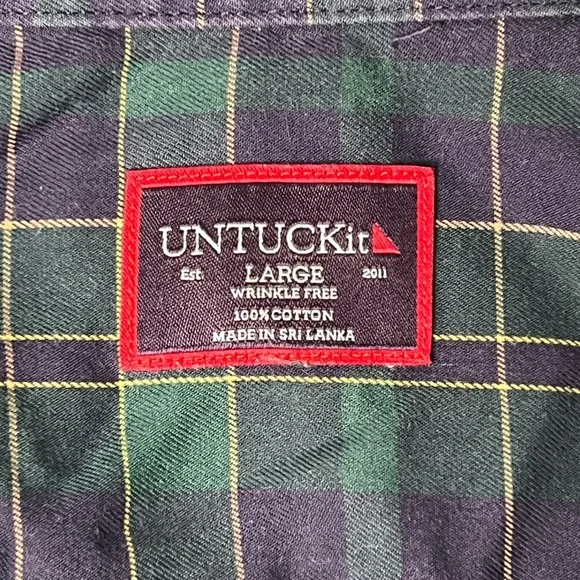 UNTUCKit
Est. LARGE 2011
WRINKLE FREE
100% COTTON
MADE IN SRI LANKA